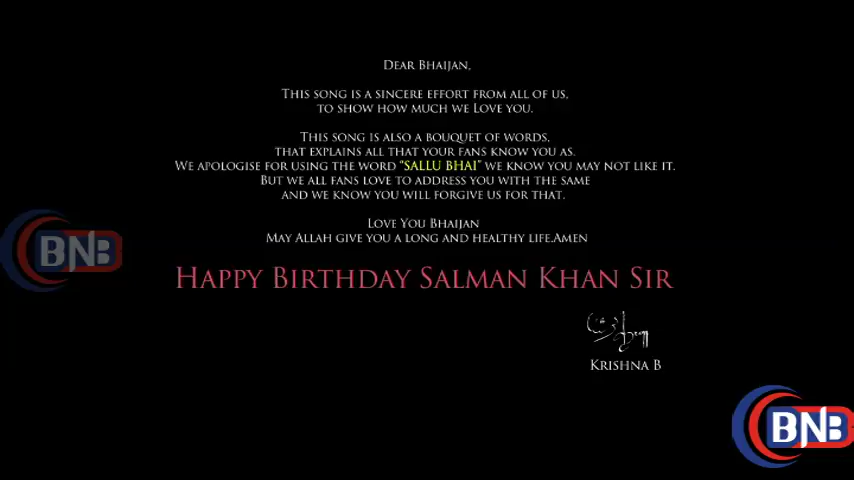 Dear Bhaijan,
This song is a sincere effort from all of us,
to show how much we Love you.
This song is also a bouquet of words,
that explains all that your fans know you as.
We apologise for using the word “SALLU BHAI” we know you may not like it.
But we all fans love to address you with the same
and we know you will forgive us for that.
Love You Bhaijan
May Allah give you a long and healthy life.Amen
BNB
Happy Birthday Salman Khan Sir
Krishna B
BNB